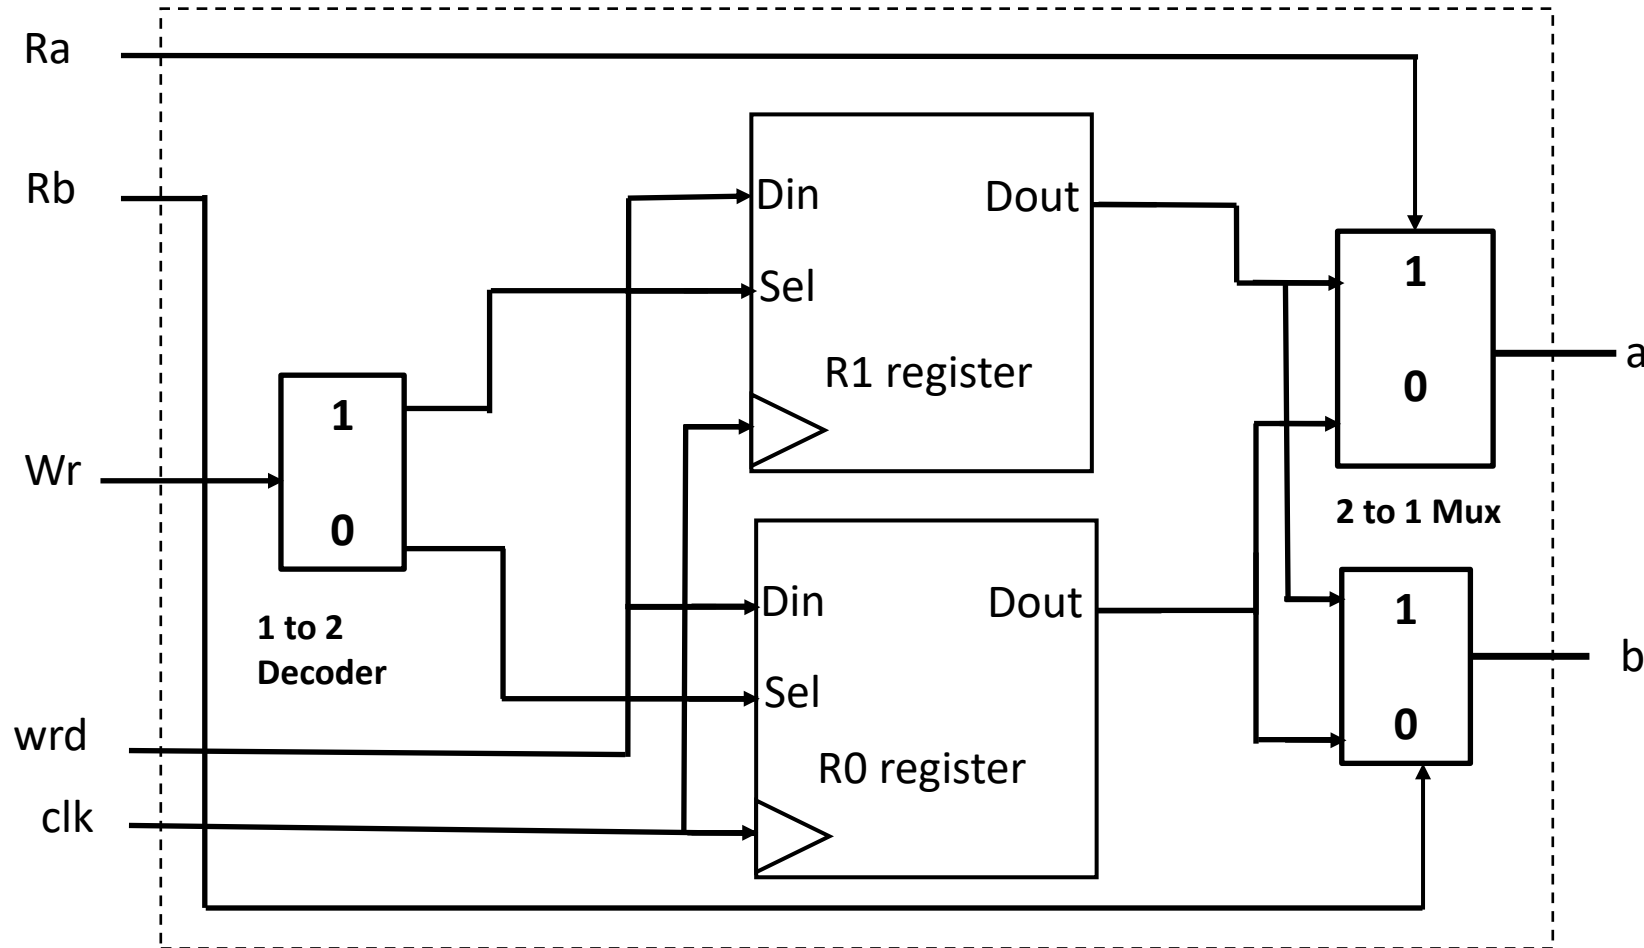 Ra
Rb
Din
Dout
Sel
R1 register
1
0
a
Wr
1
0
1 to 2
Decoder
2 to 1 Mux
Din
Dout
Sel
R0 register
1
0
b
wrd
clk